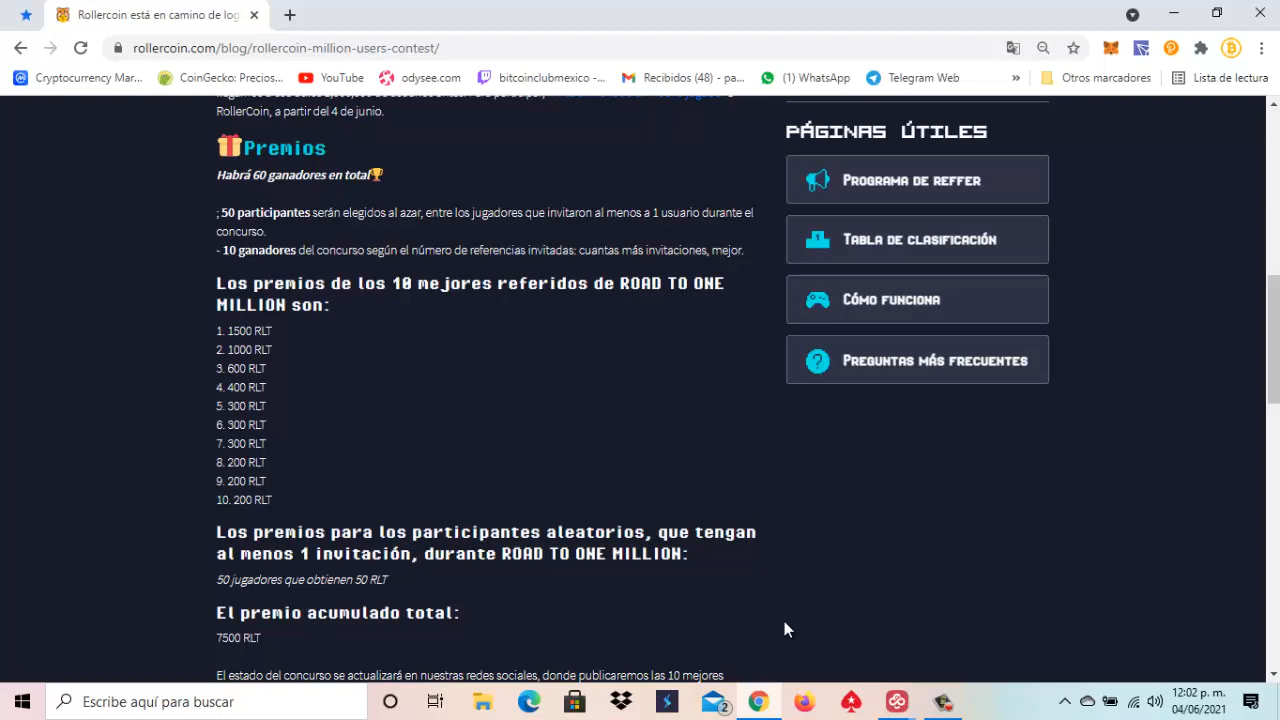 Rollercoin está en camino de log
rollercoin.com/blog/rollercoin-million-users-contest/
Cryptocurrency Mar...
CoinGecko: Precios...
YouTube
odysee.com
bitcoinclubmexico - ...
Recibidos (48) - pa...
(1) WhatsApp
Telegram Web
»
Otros marcadores
Lista de lectura
RollerCoin, a partir del 4 de junio.
Premios
Habrá 60 ganadores en total
; 50 participantes serán elegidos al azar, entre los jugadores que invitaron al menos a 1 usuario durante el
concurso.
- 10 ganadores del concurso según el número de referencias invitadas: cuantas más invitaciones, mejor.
Los premios de los 10 mejores referidos de ROAD TO ONE
MILLION son:
1. 1500 RLT
2. 1000 RLT
3. 600 RLT
4. 400 RLT
5. 300 RLT
6. 300 RLT
7. 300 RLT
8. 200 RLT
9. 200 RLT
10. 200 RLT
Los premios para los participantes aleatorios, que tengan
al menos 1 invitación, durante ROAD TO ONE MILLION:
50 jugadores que obtienen 50 RLT
El premio acumulado total:
7500 RLT
El estado del concurso se actualizará en nuestras redes sociales, donde publicaremos las 10 mejores
PÁGINAS ÚTILES
PROGRAMA DE REFFER
TABLA DE CLASIFICACIÓN
CÓMO FUNCIONA
PREGUNTAS MÁS FRECUENTES
Escribe aquí para buscar
2
12:02 p. m.
04/06/2021